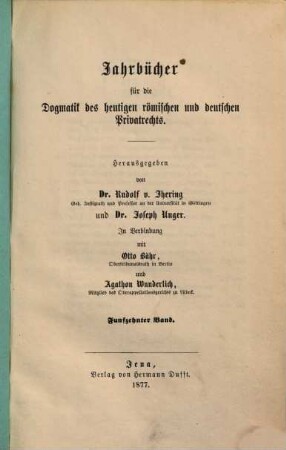 Jahrbücher
für die
Dogmatik des heutigen römischen und deutschen
Privatrechts.
Herausgegeben
von
Dr. Rudolf v. Jhering
Geh. Justizrath und Professor an der Universität in Göttingen
und Dr. Joseph Unger.
In Verbindung
mit
Otto Bähr,
Obertribunalsrath in Berlin
und
Agathon Wunderlich,
Mitglied des Oberappellationsgerichts zu Lübeck.
Funfzehnter Band.
Jena,
Verlag von Hermann Dufft.
1877.